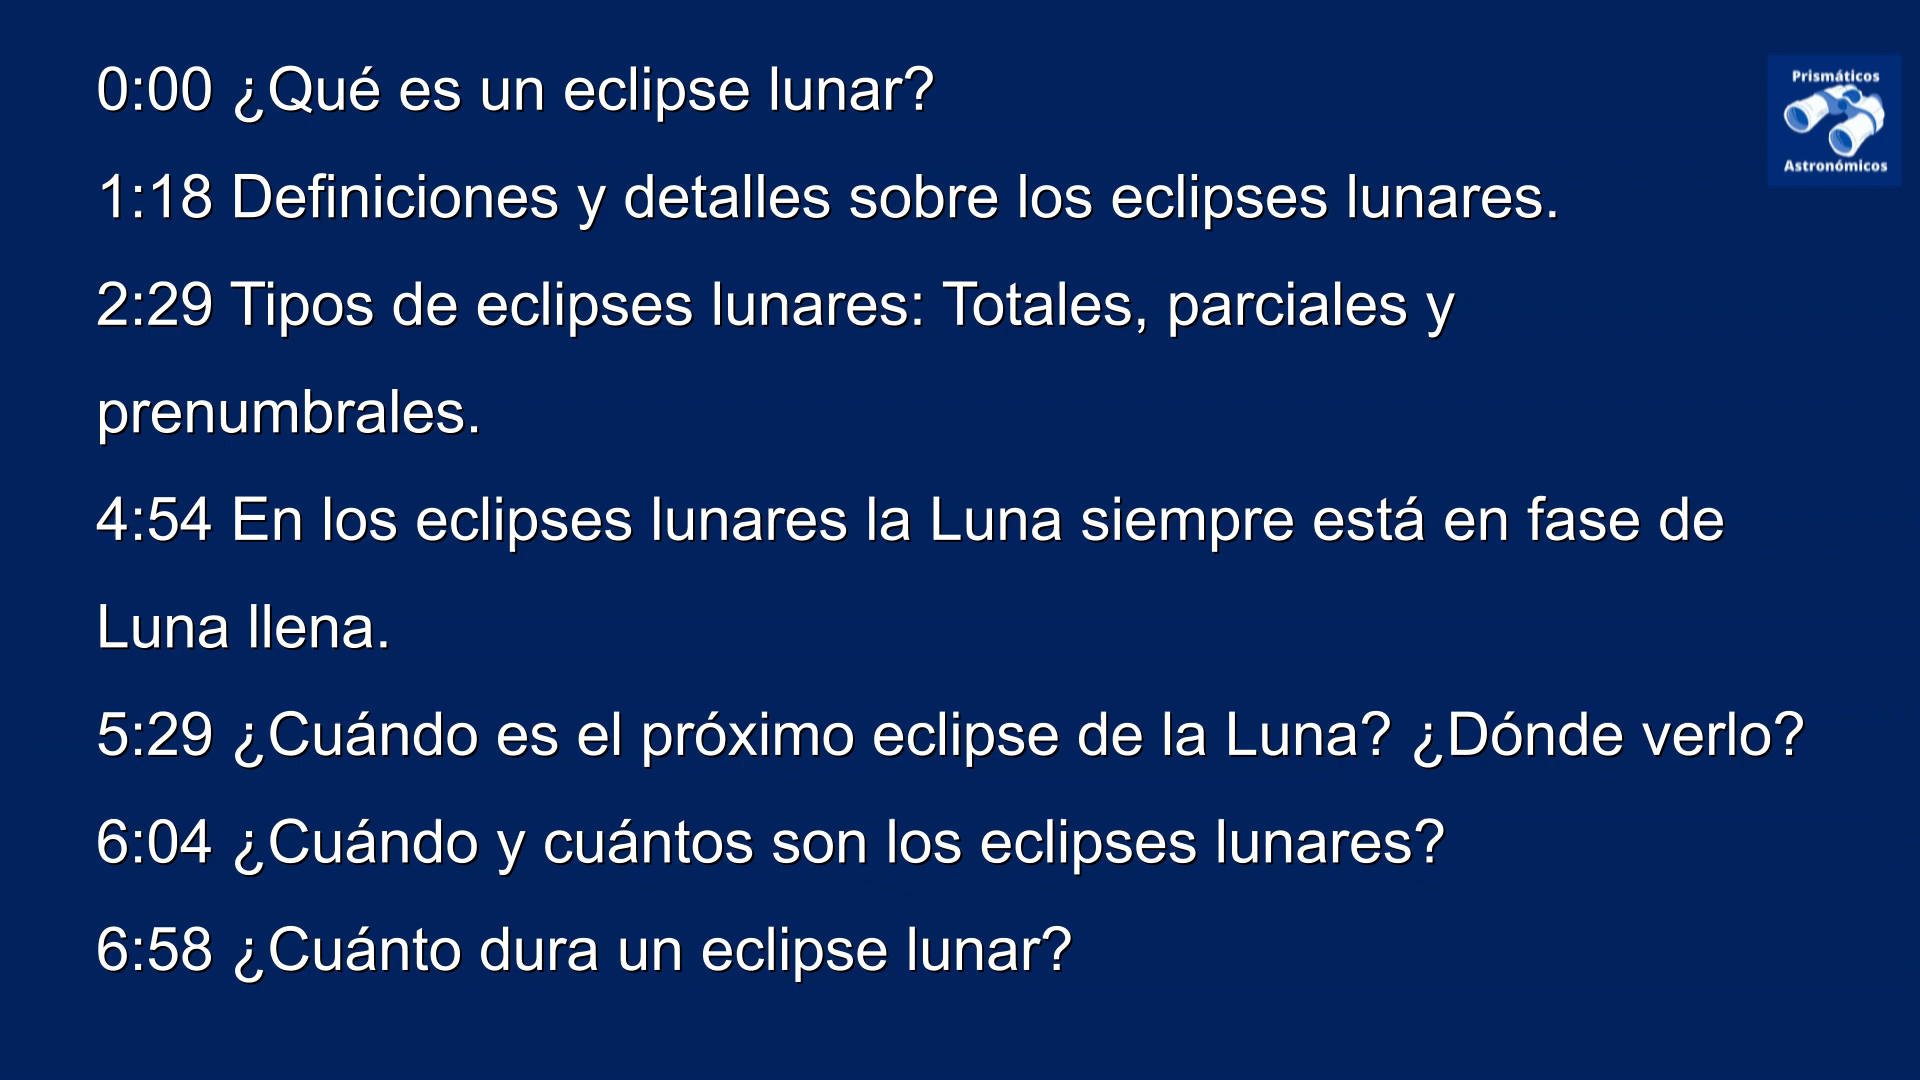 0:00 ¿Qué es un eclipse lunar?
Prismáticos
Astronómicos
1:18 Definiciones y detalles sobre los eclipses lunares.
2:29 Tipos de eclipses lunares: Totales, parciales y
prenumbrales.
4:54 En los eclipses lunares la Luna siempre está en fase de
Luna llena.
5:29 ¿Cuándo es el próximo eclipse de la Luna? ¿Dónde verlo?
6:04 ¿Cuándo y cuántos son los eclipses lunares?
6:58 ¿Cuánto dura un eclipse lunar?